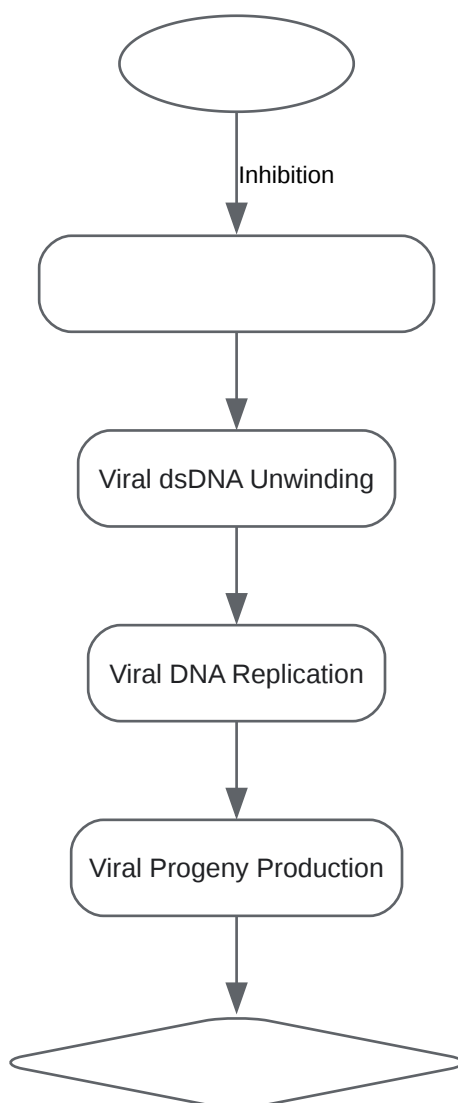 Inhibition
Viral dsDNA Unwinding
Viral DNA Replication
Viral Progeny Production